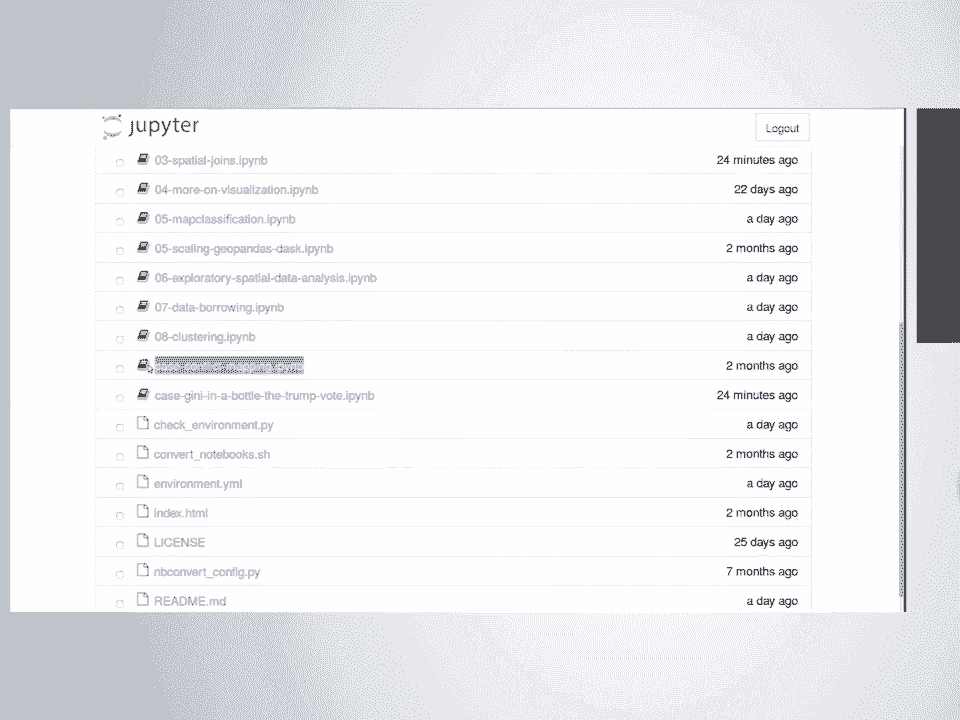 jupyter
Logout
03-spatial-joins.ipynb 24 minutes ago
04-more-on-visualization.ipynb 22 days ago
05-mapclassification.ipynb a day ago
05-scaling-geopandas-dask.ipynb 2 months ago
06-exploratory-spatial-data-analysis.ipynb a day ago
07-data-borrowing.ipynb a day ago
08-clustering.ipynb a day ago
2 months ago
case-gini-in-a-bottle-the-trump-vote.ipynb 24 minutes ago
check_environment.py a day ago
convert_notebooks.sh 2 months ago
environment.yml a day ago
index.html 2 months ago
LICENSE 25 days ago
nbconvert_config.py 7 months ago
README.md a day ago